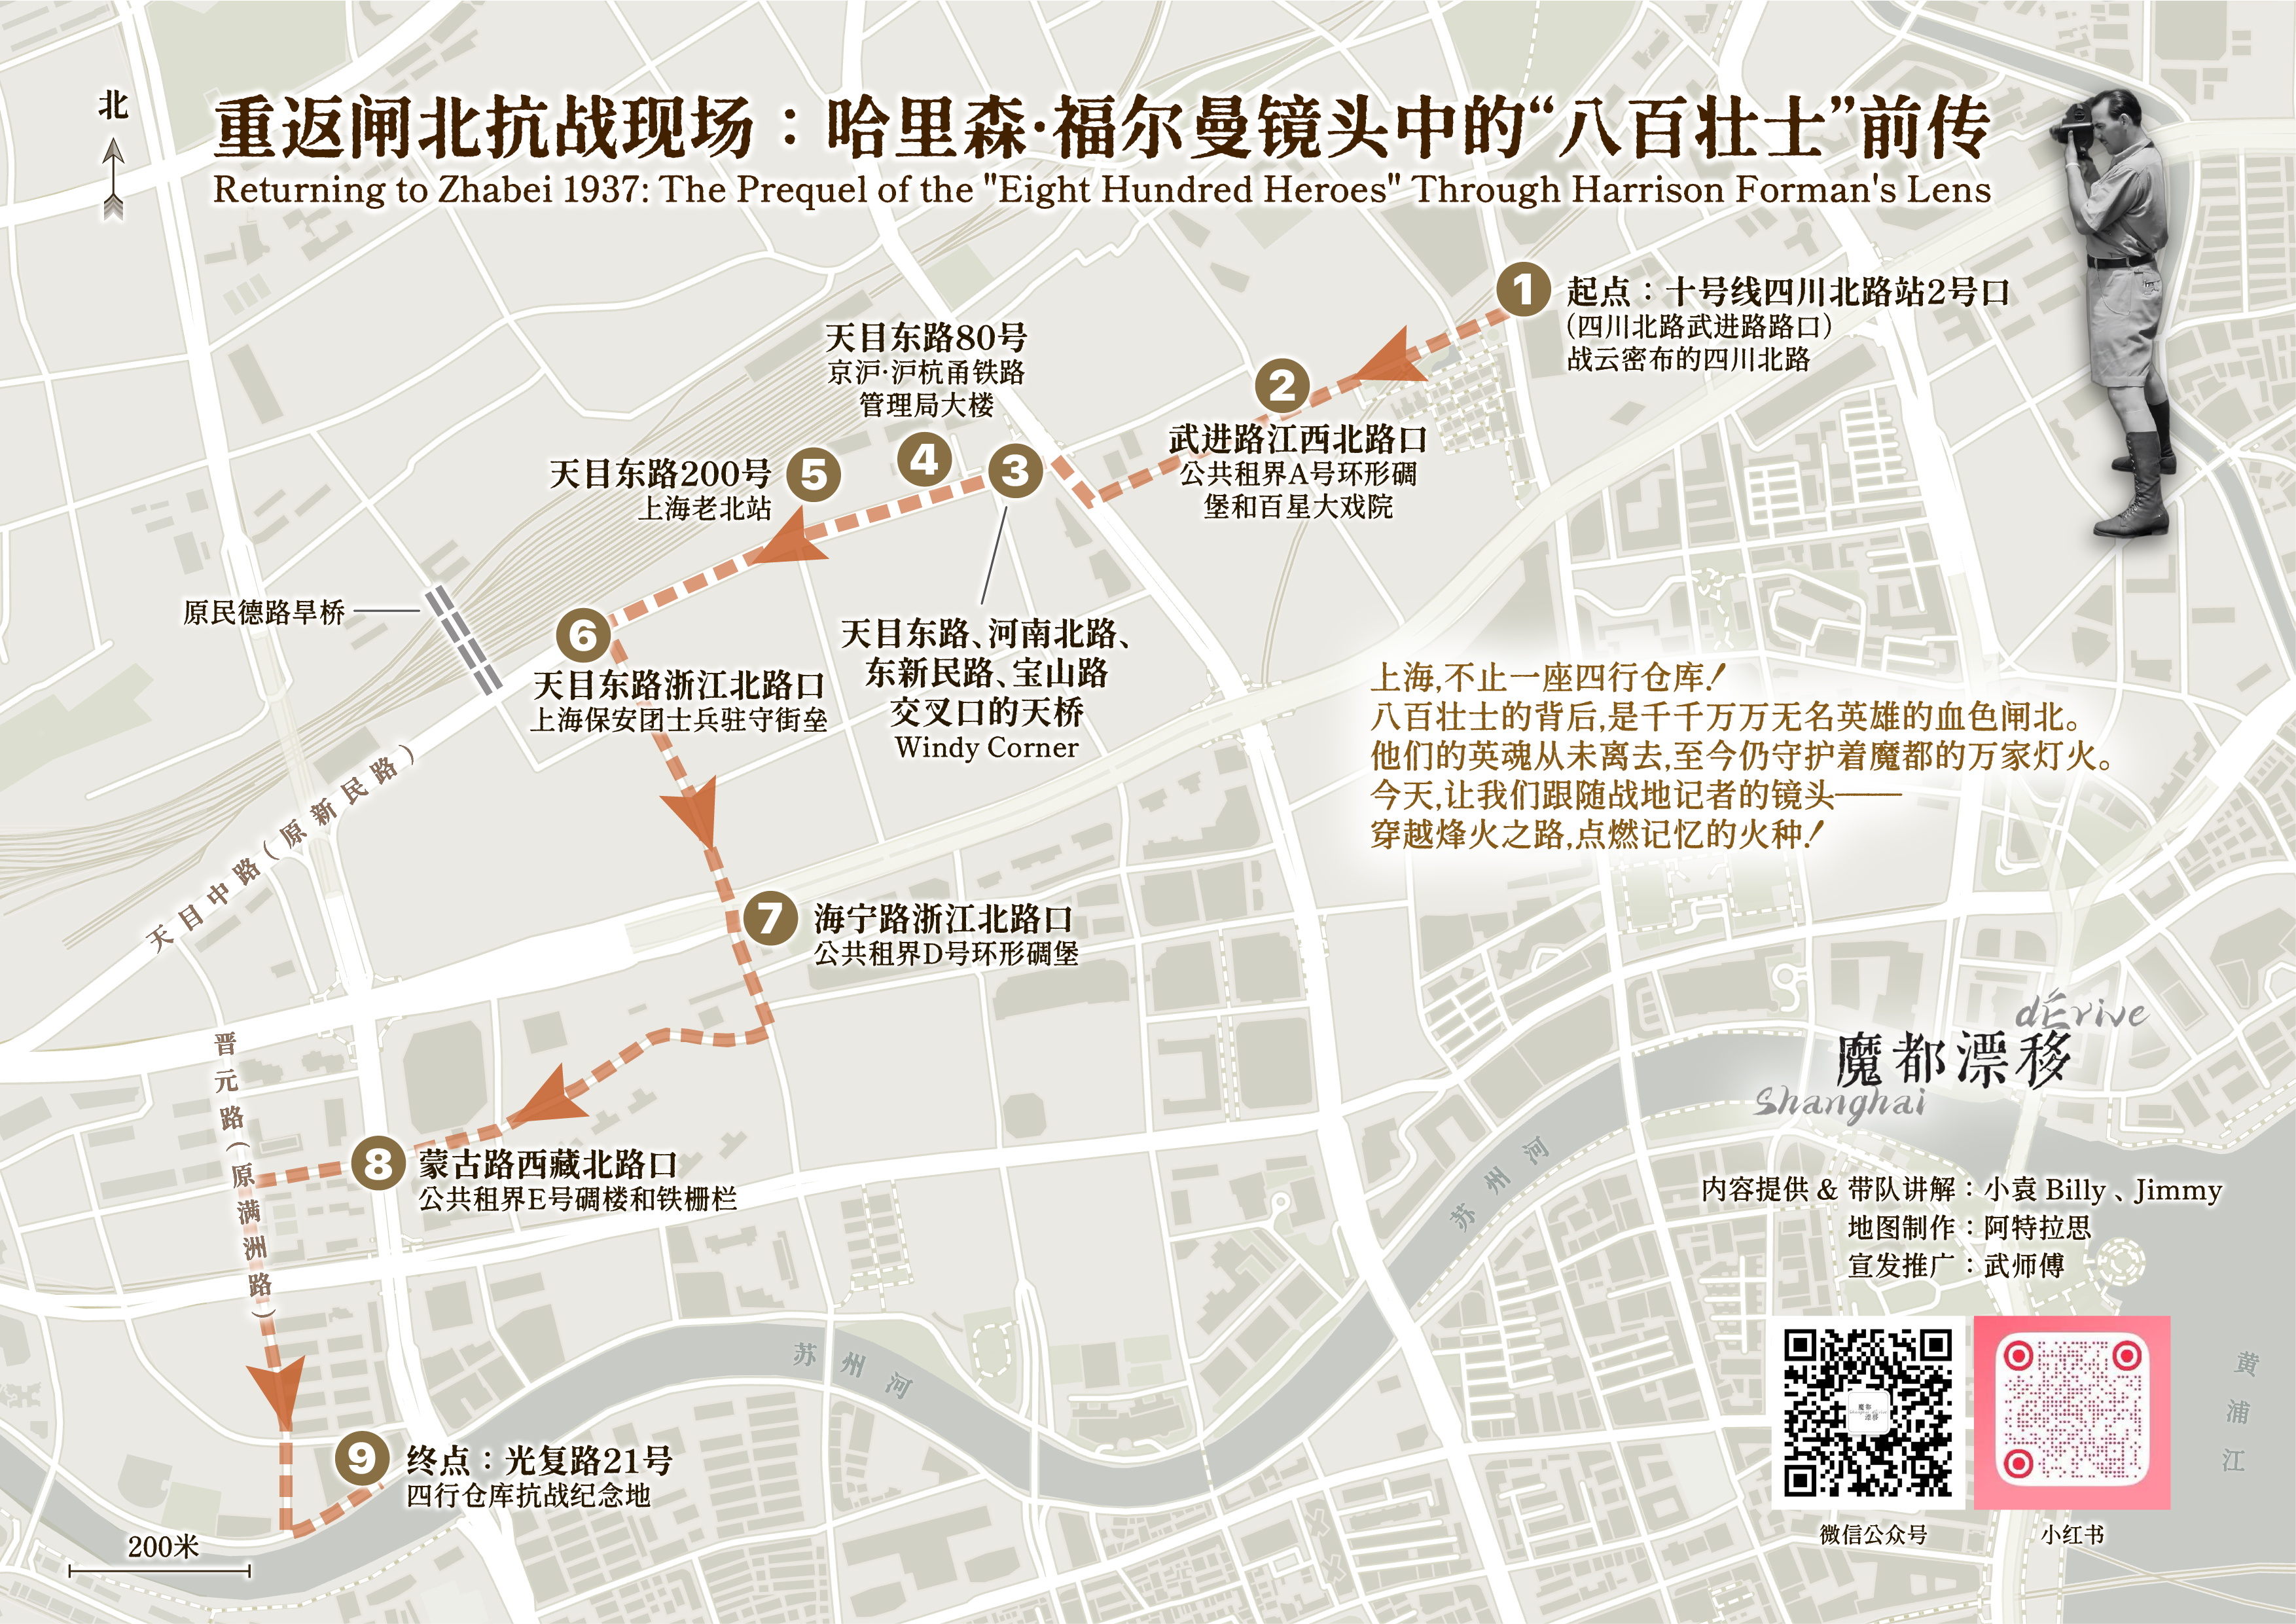 北
重返闸北抗战现场：哈里森·福尔曼镜头中的“八百壮士”前传
Returning to Zhabei 1937: The Prequel of the "Eight Hundred Heroes" Through Harrison Forman's Lens
1
起点：十号线四川北路站2号口
(四川北路武进路路口)
战云密布的四川北路
2
武进路江西北路口
公共租界A号环形碉
堡和百星大戏院
天目东路80号
京沪·沪杭甬铁路
管理局大楼
4
3
天目东路、河南北路、
东新民路、宝山路
交叉口的天桥
Windy Corner
天目东路200号
上海老北站
5
原民德路旱桥
6
天目东路浙江北路口
上海保安团士兵驻守街垒
上海,不止一座四行仓库!
八百壮士的背后,是千千万万无名英雄的血色闸北。
他们的英魂从未离去,至今仍守护着魔都的万家灯火。
今天,让我们跟随战地记者的镜头——
穿越烽火之路,点燃记忆的火种!
天目中路(原新民路)
7
海宁路浙江北路口
公共租界D号环形碉堡
晋元路(原满洲路)
8
蒙古路西藏北路口
公共租界E号碉楼和铁栅栏
dÉrive
魔都漂移
Shanghai
苏州河
内容提供 & 带队讲解：小袁 Billy 、Jimmy
地图制作：阿特拉思
宣发推广：武师傅
苏州河
黄浦江
9
终点：光复路21号
四行仓库抗战纪念地
200米
微信公众号
小红书